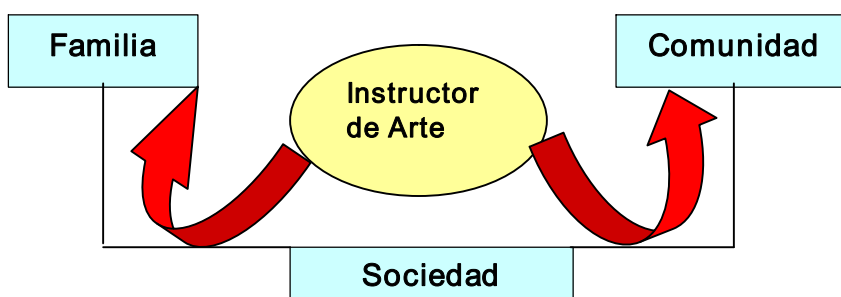 Familia
Comunidad
Instructor
de Arte
Sociedad